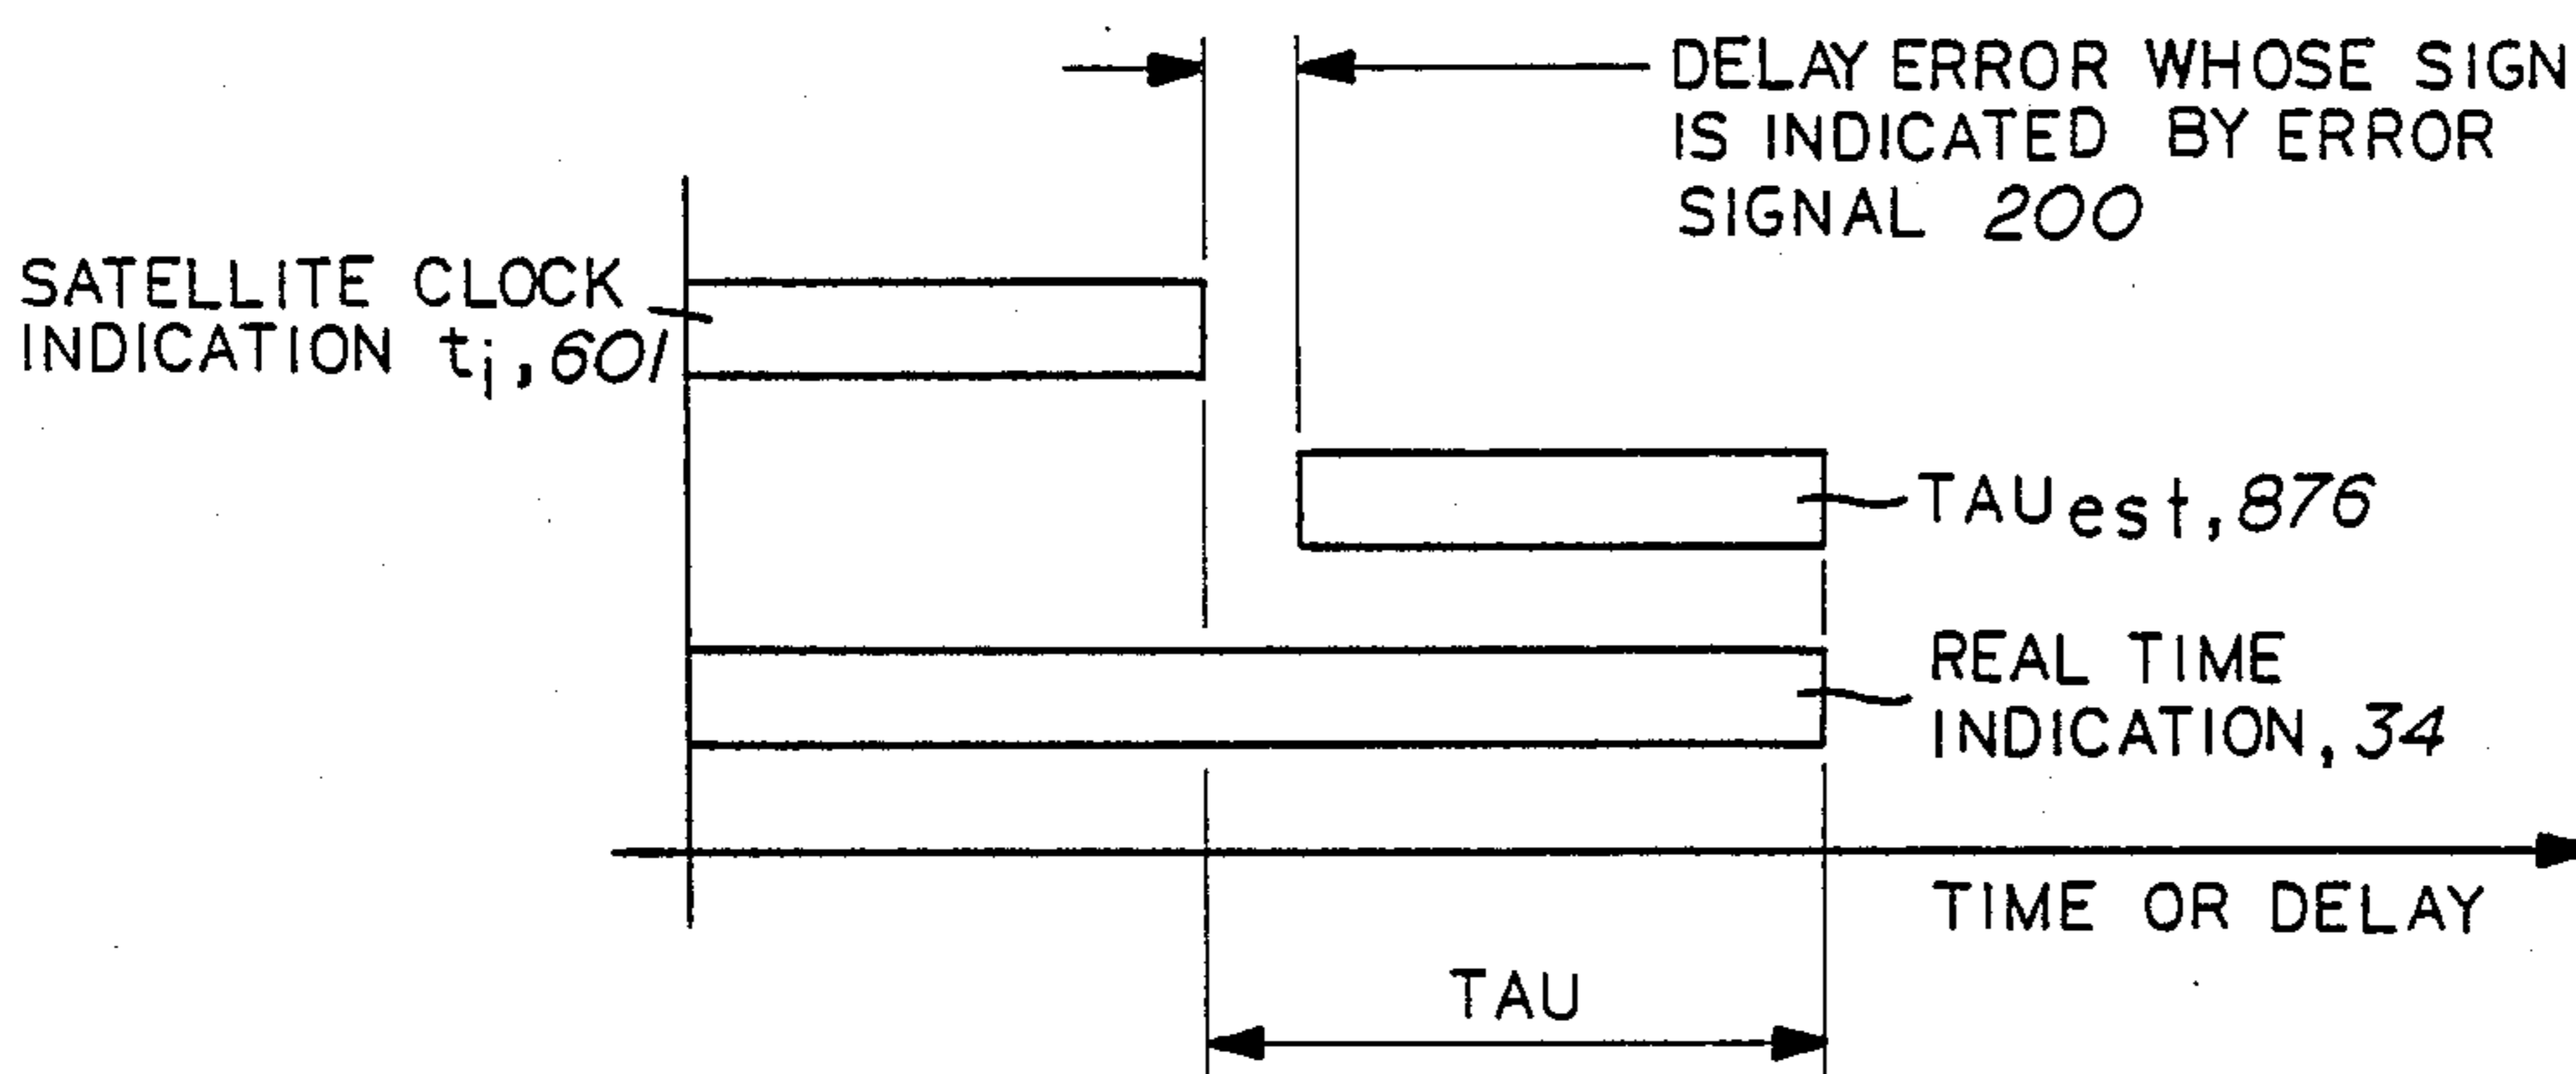 DELAY ERROR WHOSE SIGN
IS INDICATED BY ERROR
SIGNAL 200
SATELLITE CLOCK
INDICATION ti, 601
TAUest, 876
REAL TIME
INDICATION, 34
TIME OR DELAY
TAU